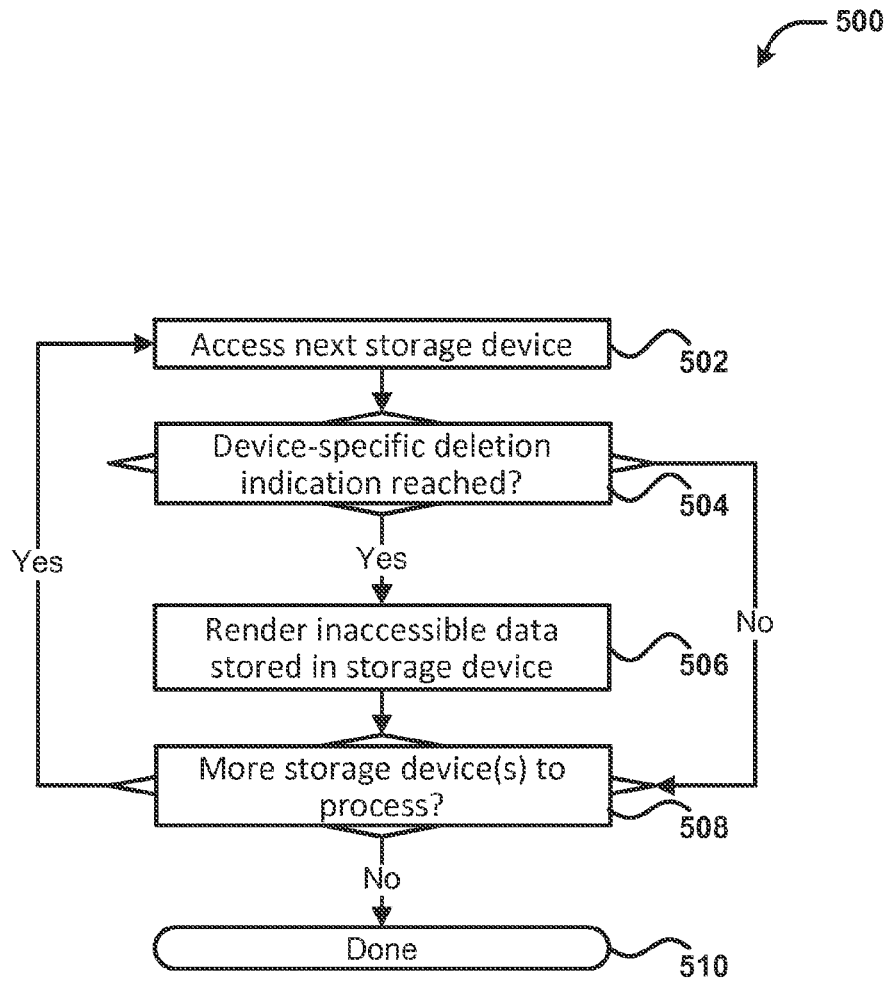 500
Access next storage device
502
Device-specific deletion
indication reached?
504
Yes
Yes
No
Render inaccessible data
stored in storage device
506
More storage device(s) to
process?
508
No
Done
510